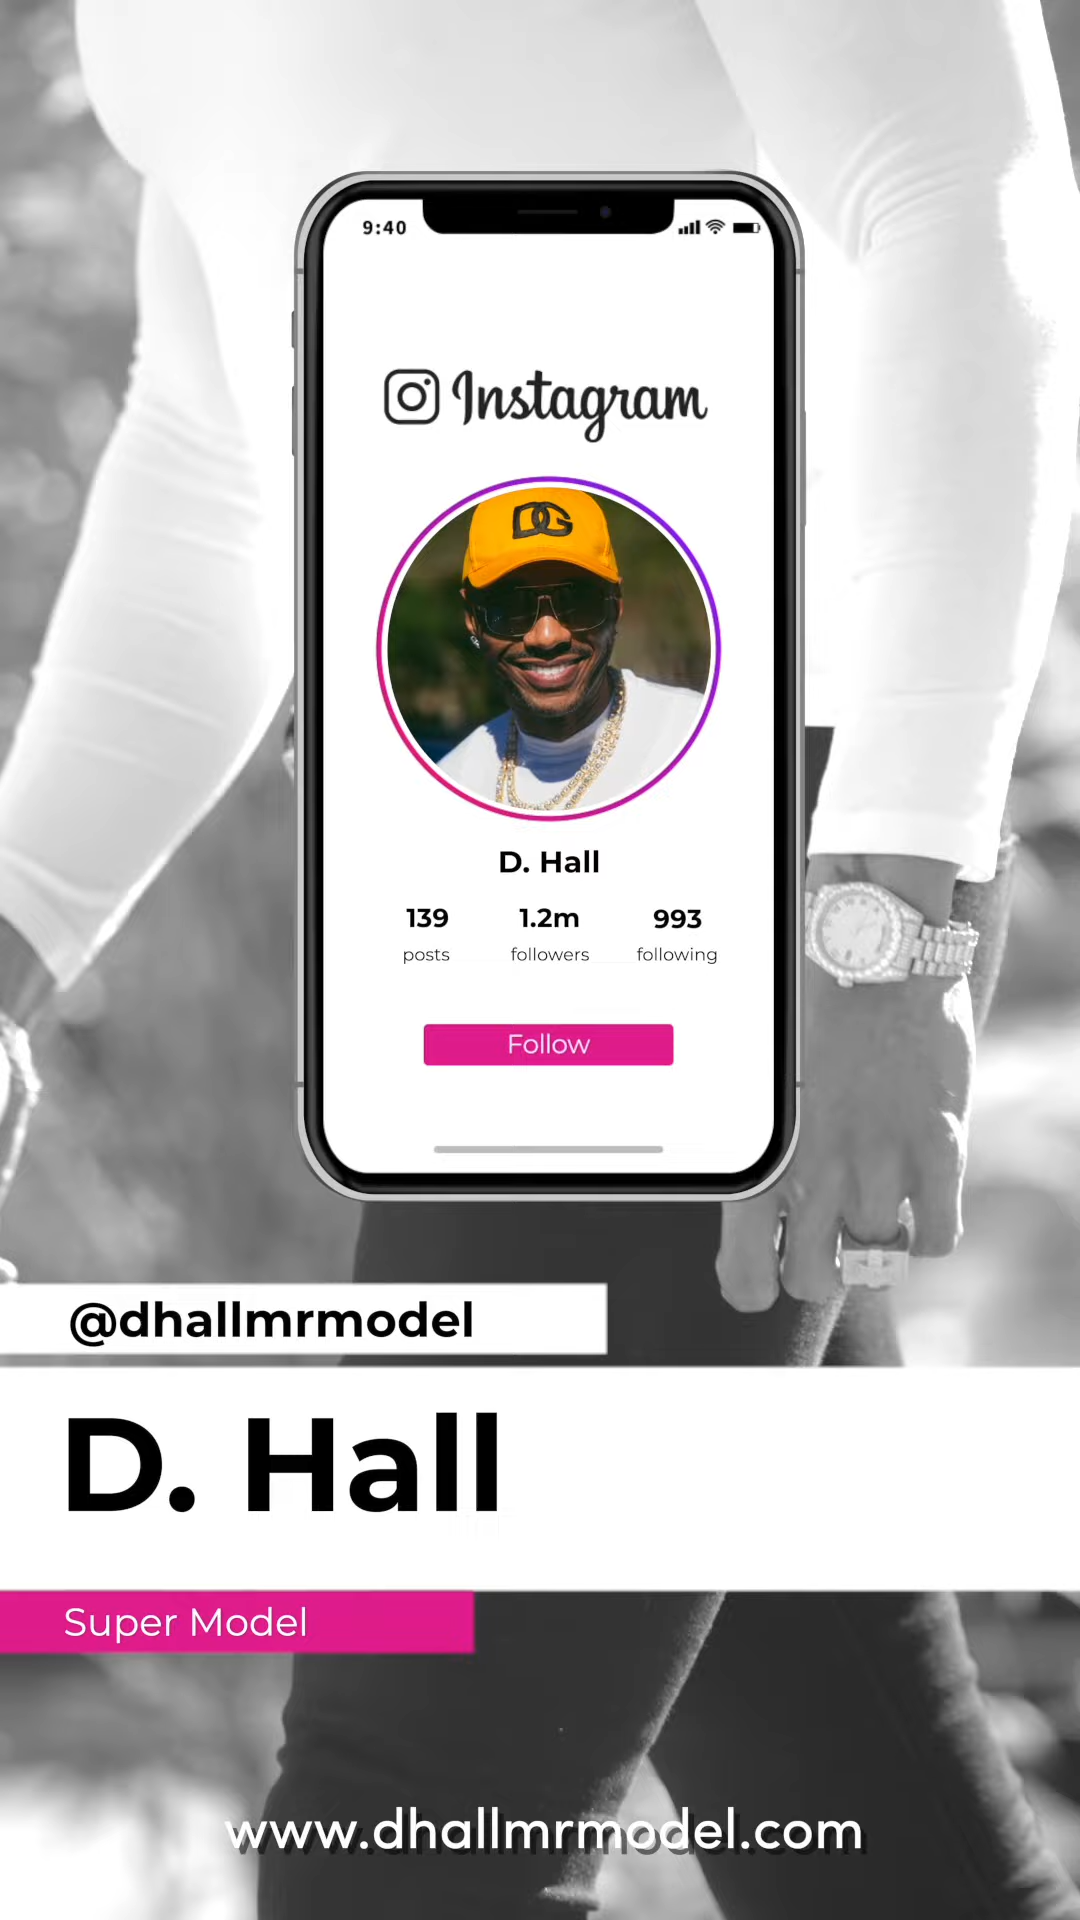 9:40
Instagram
DG
D. Hall
139 1.2m 993
posts followers following
Follow
@dhallmrmodel
D. Hall
Super Model
www.dhallmrmodel.com